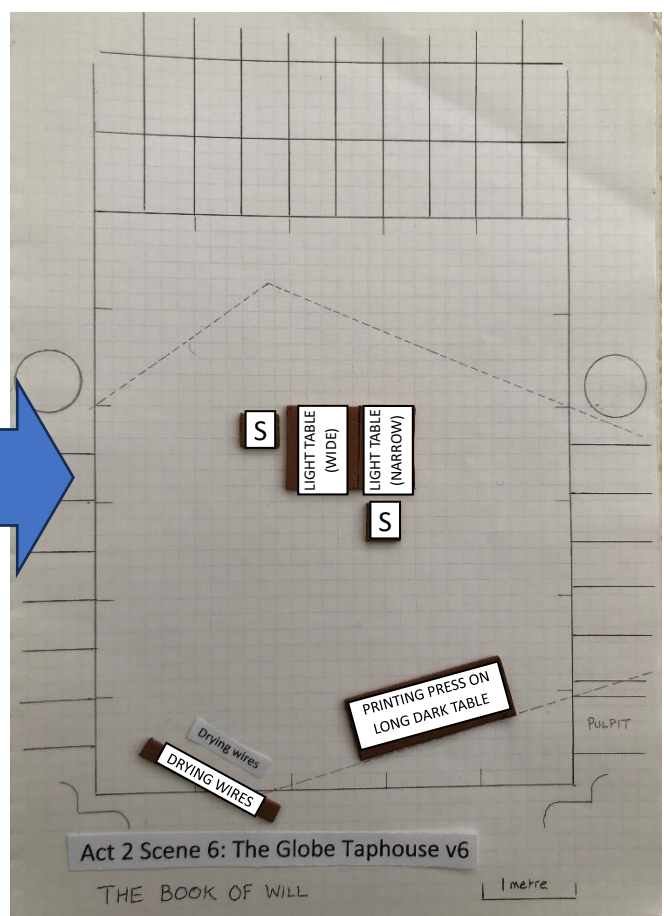 S
LIGHT TABLE
(WIDE)
LIGHT TABLE
(NARROW)
S
PRINTING PRESS ON
LONG DARK TABLE
PULPIT
Drying wires
DRYING WIRES
Act 2 Scene 6: The Globe Taphouse v6
THE BOOK OF WILL
1 metre